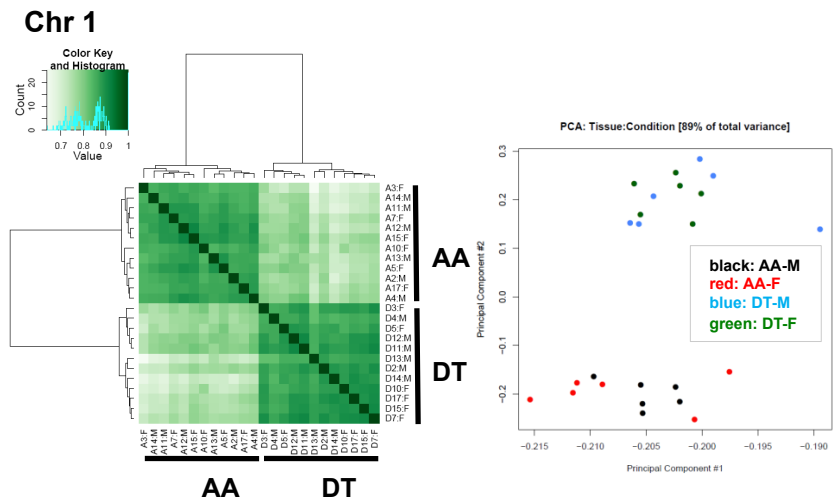 Chr 1
Color Key
and Histogram
Count
0 5 10 20
0.7 0.8 0.9 1
Value
A3:F
A14:M
A11:M
A7:F
A12:M
A15:F
A10:F
A13:M
A5:F
A2:M
A17:F
A4:M
D3:F
D4:M
D5:F
D12:M
D11:M
D13:M
D2:M
D14:M
D10:F
D17:F
D15:F
D7:F
AA
DT
A3:F
A14:M
A11:M
A7:F
A12:M
A15:F
A10:F
A13:M
A5:F
A2:M
A17:F
A4:M
D3:F
D4:M
D5:F
D12:M
D11:M
D13:M
D2:M
D14:M
D10:F
D17:F
D15:F
D7:F
AA
DT
PCA: Tissue:Condition [89% of total variance]
Principal Component #2
0.3
0.2
0.1
0.0
−0.1
−0.2
black: AA-M
red: AA-F
blue: DT-M
green: DT-F
−0.215 −0.210 −0.205 −0.200 −0.195 −0.190
Principal Component #1